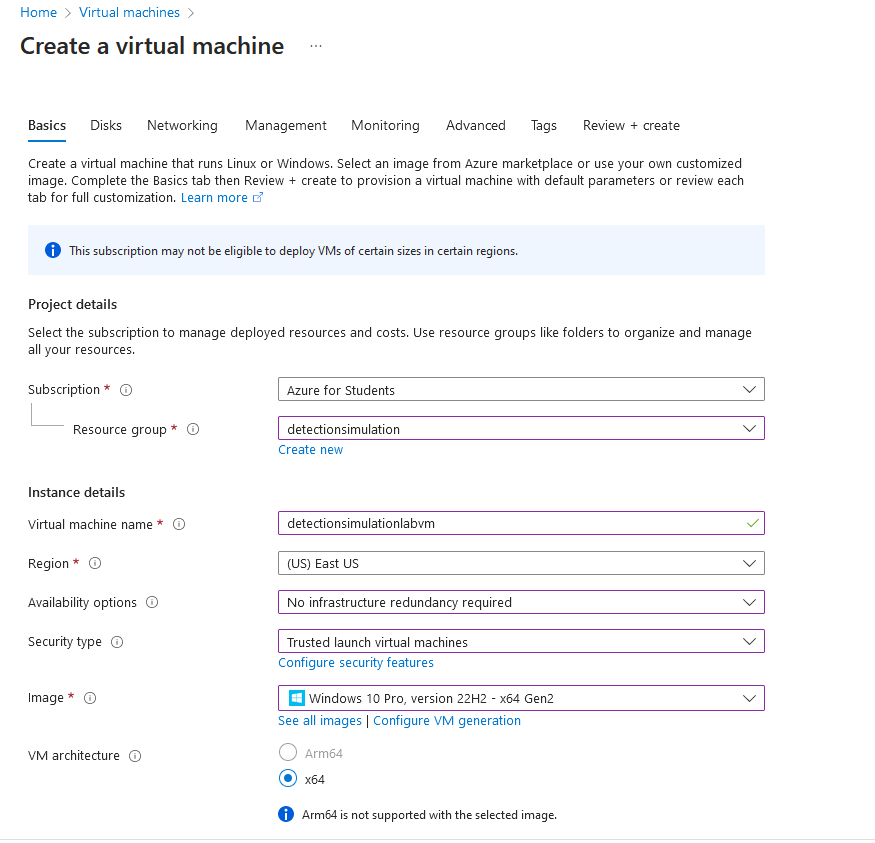 Home > Virtual machines >
Create a virtual machine ...
Basics Disks Networking Management Monitoring Advanced Tags Review + create
Create a virtual machine that runs Linux or Windows. Select an image from Azure marketplace or use your own customized
image. Complete the Basics tab then Review + create to provision a virtual machine with default parameters or review each
tab for full customization. Learn more
This subscription may not be eligible to deploy VMs of certain sizes in certain regions.
Project details
Select the subscription to manage deployed resources and costs. Use resource groups like folders to organize and manage
all your resources.
Subscription * Azure for Students
Resource group * detectionsimulation
Create new
Instance details
Virtual machine name * detectionsimulationlabvm
Region * (US) East US
Availability options No infrastructure redundancy required
Security type Trusted launch virtual machines
Configure security features
Image * Windows 10 Pro, version 22H2 - x64 Gen2
See all images | Configure VM generation
VM architecture Arm64
x64
Arm64 is not supported with the selected image.